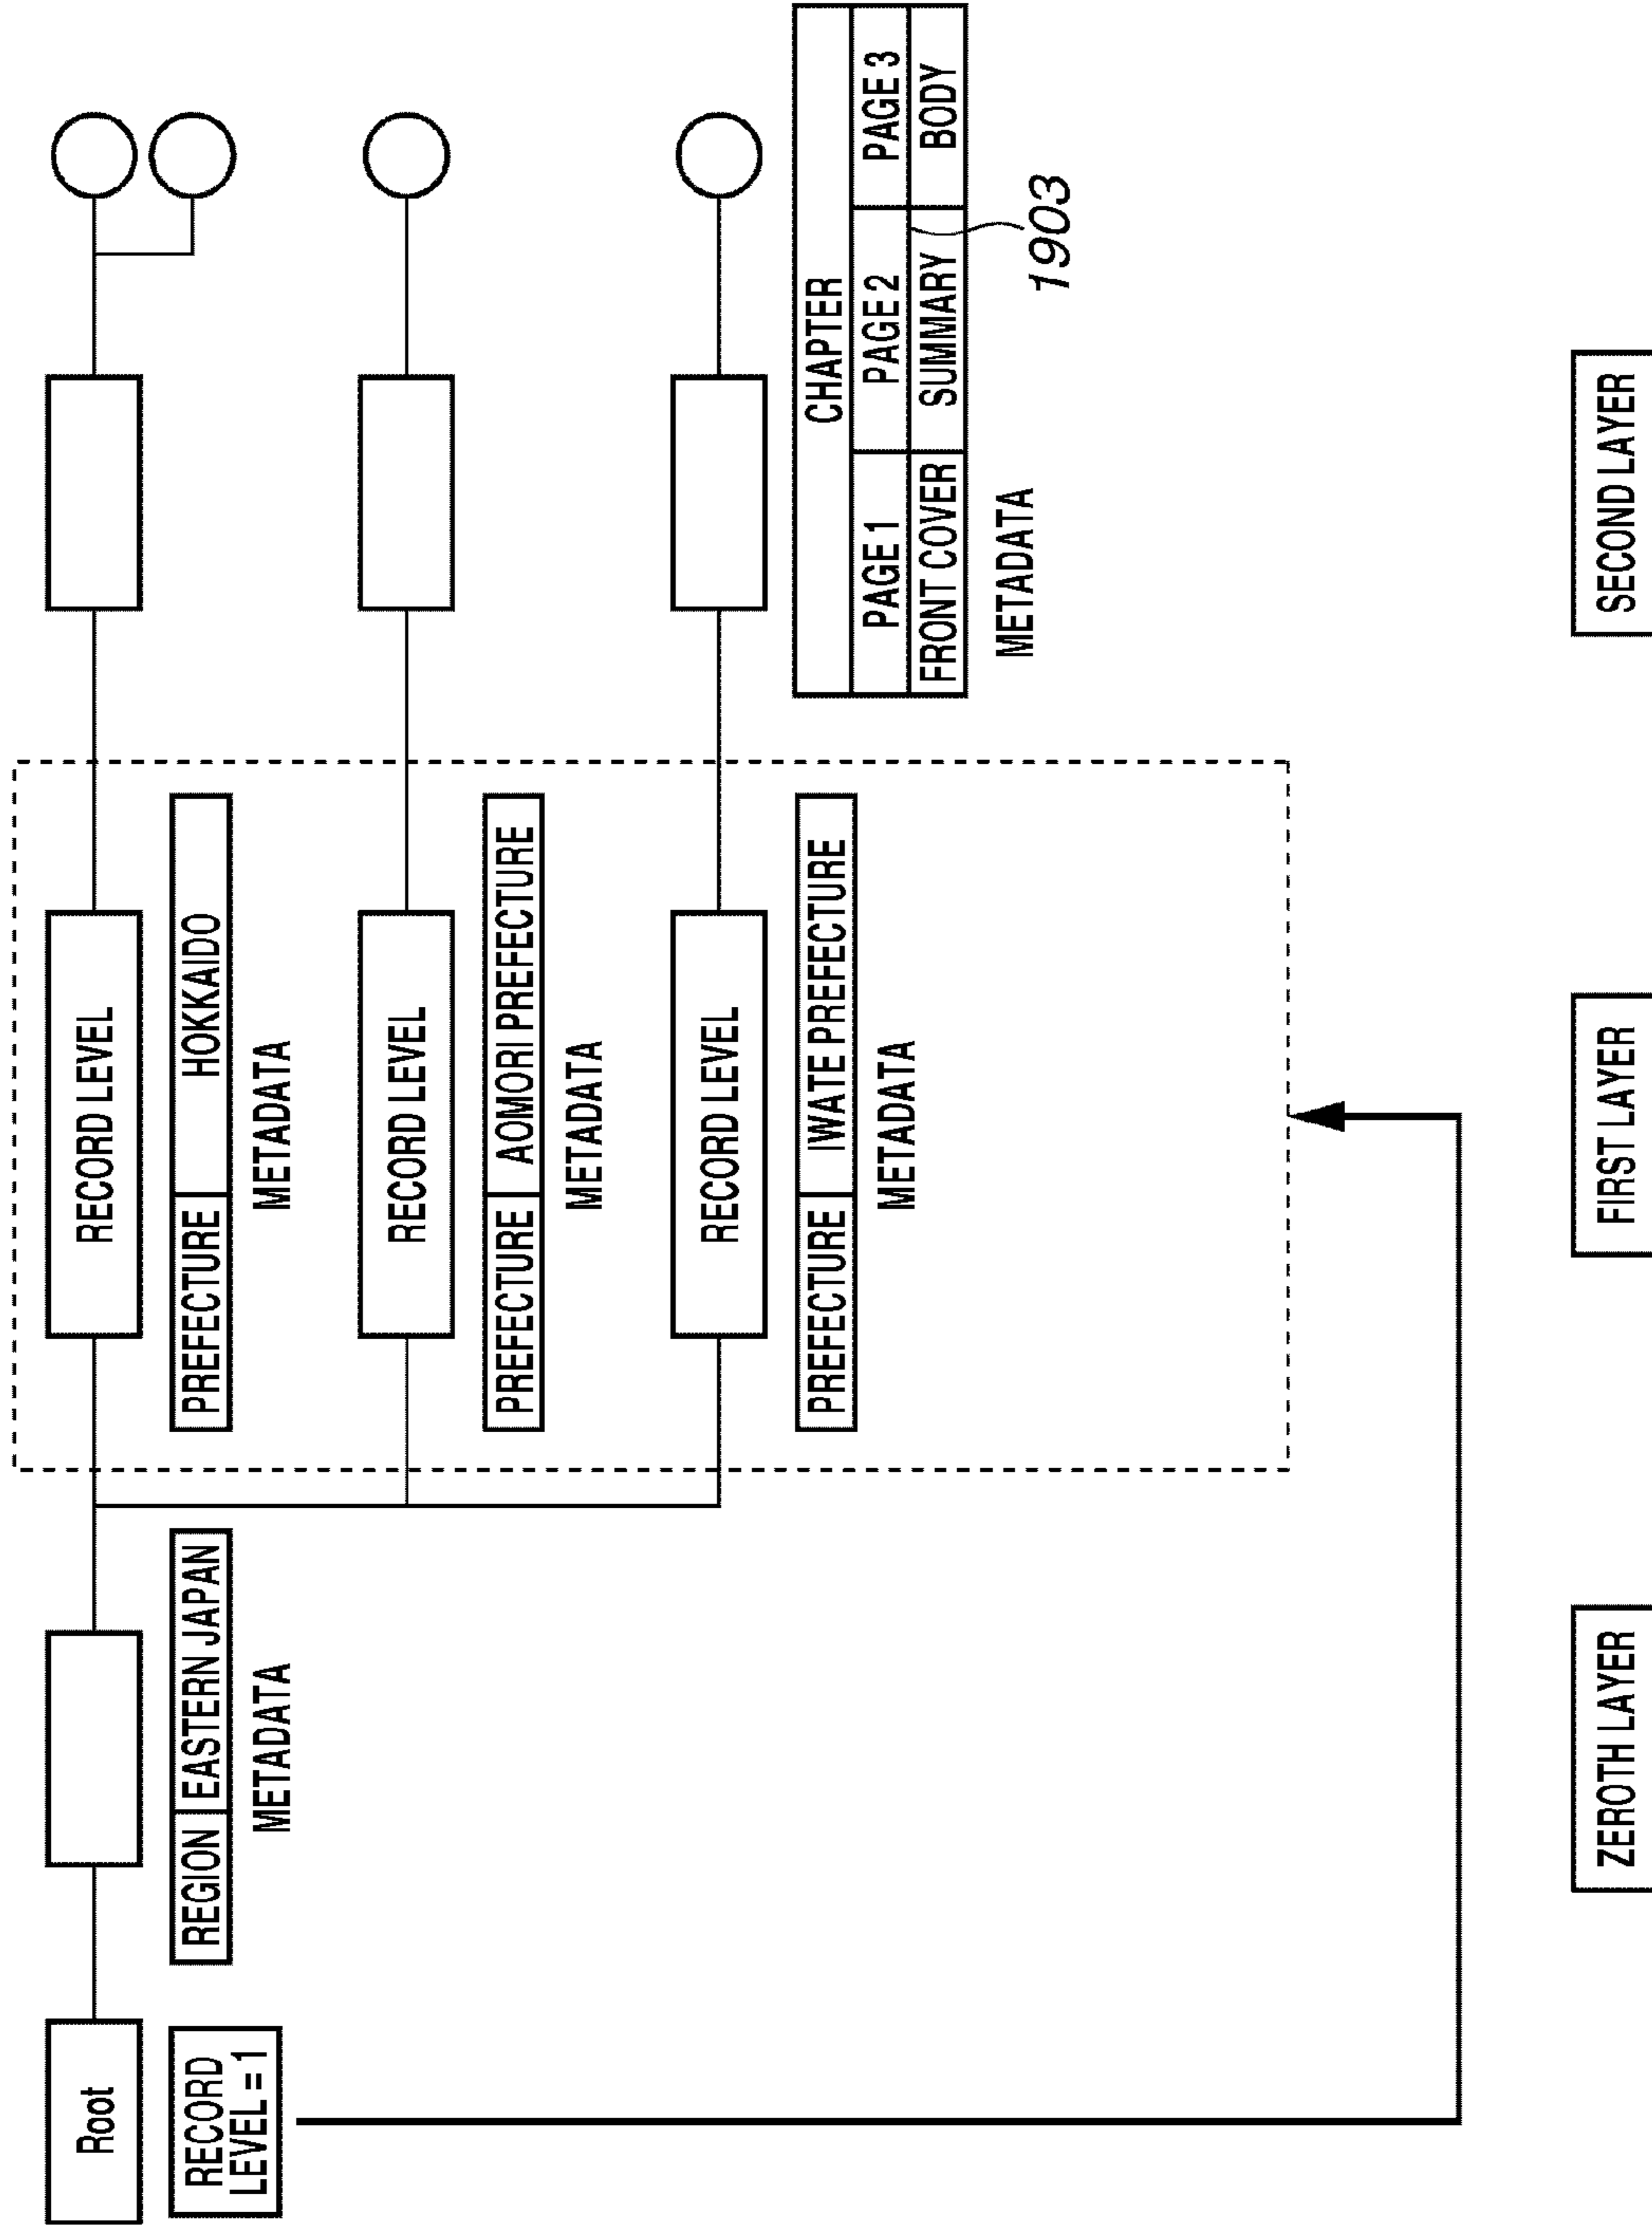 Root
RECORD
LEVEL = 1
REGION EASTERN JAPAN
METADATA
RECORD LEVEL
PREFECTURE HOKKAIDO
METADATA
RECORD LEVEL
PREFECTURE AOMORI PREFECTURE
METADATA
RECORD LEVEL
PREFECTURE IWATE PREFECTURE
METADATA
CHAPTER
PAGE 1 PAGE 2 PAGE 3
FRONT COVER SUMMARY BODY
METADATA
1903
ZEROTH LAYER
FIRST LAYER
SECOND LAYER